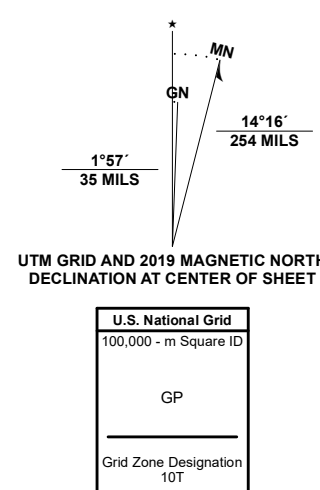 ★
MN
GN
14°16´
254 MILS
1°57´
35 MILS
UTM GRID AND 2019 MAGNETIC NORTH
DECLINATION AT CENTER OF SHEET
U.S. National Grid
100,000 - m Square ID
GP
Grid Zone Designation
10T